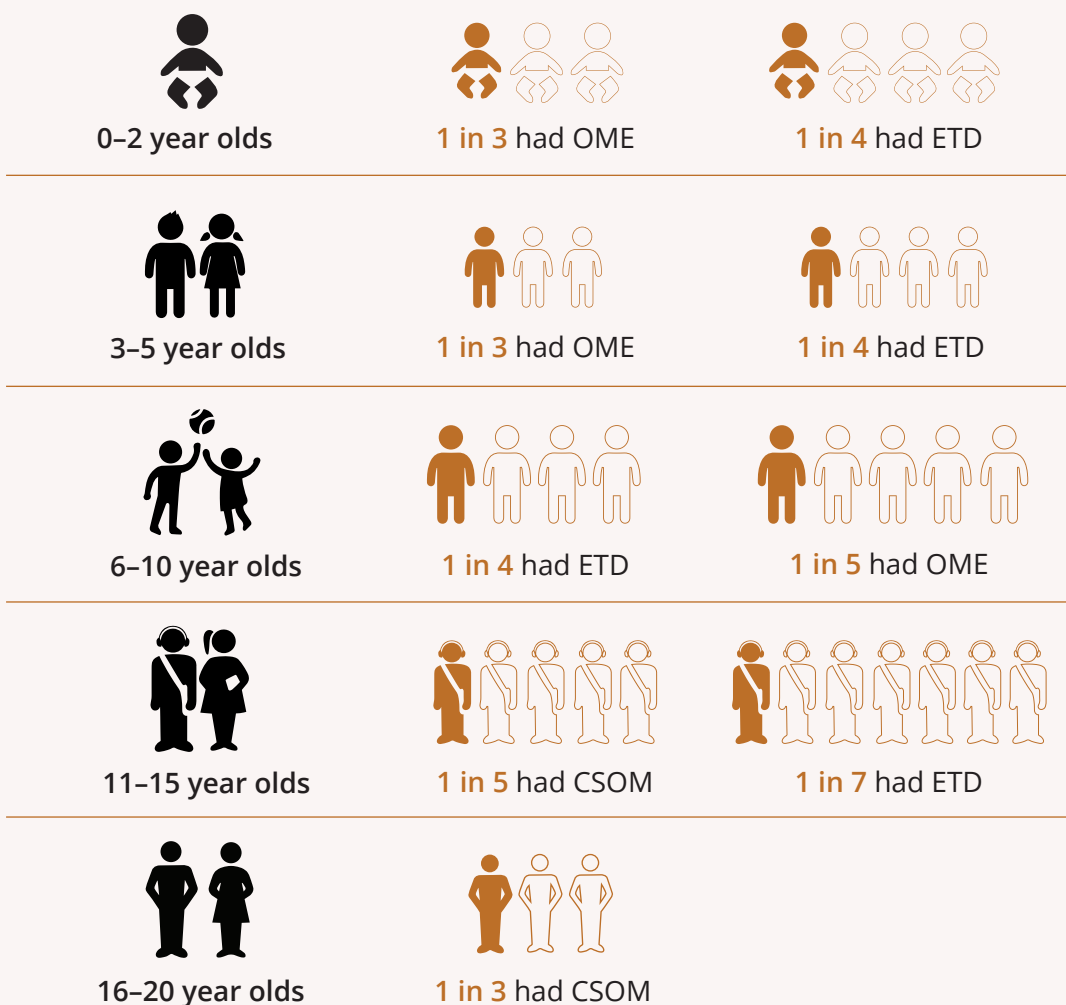 0–2 year olds
1 in 3 had OME
1 in 4 had ETD
3–5 year olds
1 in 3 had OME
1 in 4 had ETD
6–10 year olds
1 in 4 had ETD
1 in 5 had OME
11–15 year olds
1 in 5 had CSOM
1 in 7 had ETD
16–20 year olds
1 in 3 had CSOM